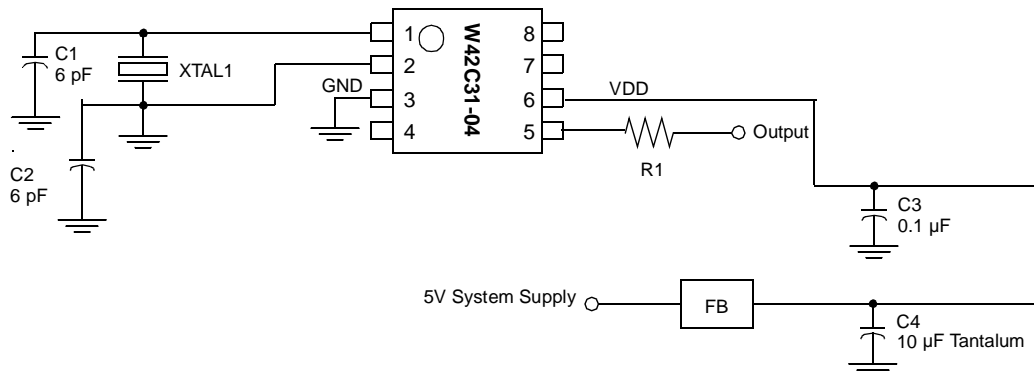 C1
6 pF
XTAL1
C2
6 pF
GND
1
2
3
4
W42C31-04
8
7
6
5
VDD
Output
R1
C3
0.1 µF
5V System Supply
FB
C4
10 µF Tantalum